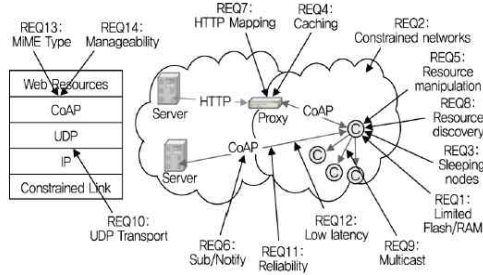 REQ13:
MiME Type
REQ14:
Manageability
REQ7:
HTTP Mapping
REQ4:
Caching
REQ2:
Constrained networks
REQ5:
Resource
manipulation
REQ8:
Resource
discovery
REQ3:
Sleeping
nodes
REQ1:
Limited
Flash/RAM
Web Resources
CoAP
UDP
IP
Constrained Link
Server
HTTP
Proxy
CoAP
Server
CoAP
C
C
C
C
REQ10:
UDP Transport
REQ6:
Sub/Notify
REQ11:
Reliability
REQ12:
Low latency
REQ9:
Multicast